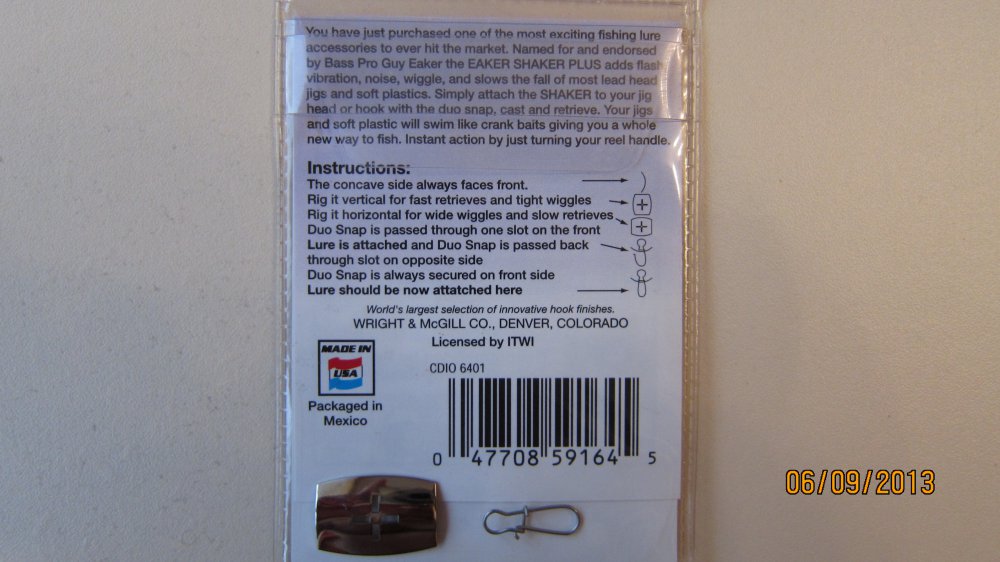 You have just purchased one of the most exciting fishing lure
accessories to ever hit the market. Named for and endorsed
by Bass Pro Guy Eaker the EAKER SHAKER PLUS adds flash
vibration, noise, wiggle, and slows the fall of most lead head
jigs and soft plastics. Simply attach the SHAKER to your jig
head or hook with the duo snap, cast and retrieve. Your jigs
and soft plastic will swim like crank baits giving you a whole
new way to fish. Instant action by just turning your reel handle.
Instructions:
The concave side always faces front.
Rig it vertical for fast retrieves and tight wiggles
Rig it horizontal for wide wiggles and slow retrieves
Duo Snap is passed through one slot on the front
Lure is attached and Duo Snap is passed back
through slot on opposite side
Duo Snap is always secured on front side
Lure should be now attatched here
World's largest selection of innovative hook finishes.
WRIGHT & McGILL CO., DENVER, COLORADO
Licensed by ITWI
MADE IN
USA
Packaged in
Mexico
CDIO 6401
0 47708 59164 5
06/09/2013